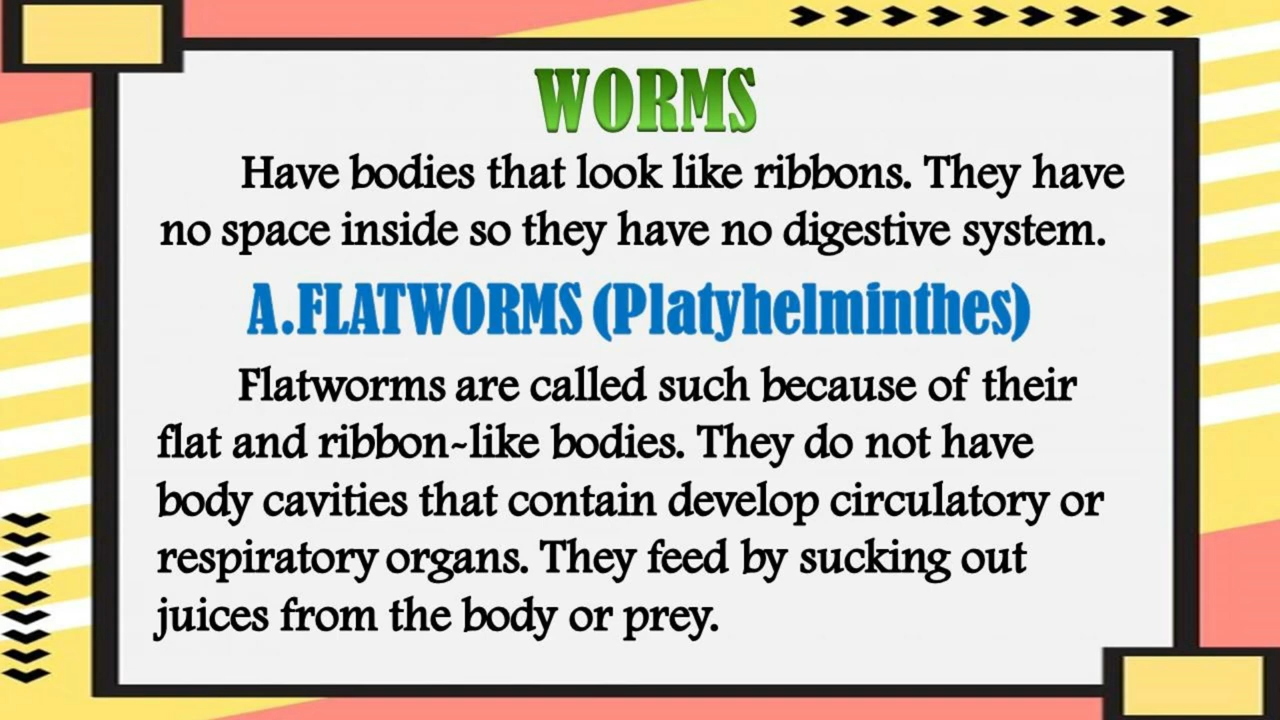 WORMS
Have bodies that look like ribbons. They have
no space inside so they have no digestive system.
A.FLATWORMS (Platyhelminthes)
Flatworms are called such because of their
flat and ribbon-like bodies. They do not have
body cavities that contain develop circulatory or
respiratory organs. They feed by sucking out
juices from the body or prey.